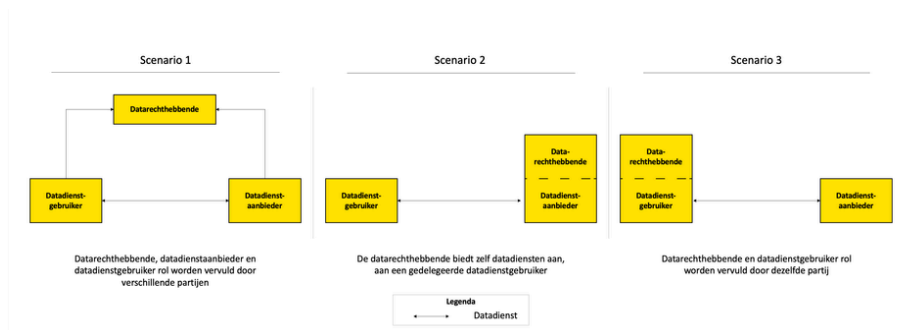 Scenario 1
Datarechthebbende
Datadienst-
gebruiker
Datadienst-
aanbieder
Datarechthebbende, datadienstaanbieder en
datadienstgebruiker rol worden vervuld door
verschillende partijen
Scenario 2
Datadienst-
gebruiker
Data-
rechthebbende
Datadienst-
aanbieder
De datarechthebbende biedt zelf datadiensten aan,
aan een gedelegeerde datadienstgebruiker
Scenario 3
Data-
rechthebbende
Datadienst-
gebruiker
Datadienst-
aanbieder
Datarechthebbende en datadienstgebruiker rol
worden vervuld door dezelfde partij
Legenda
Datadienst